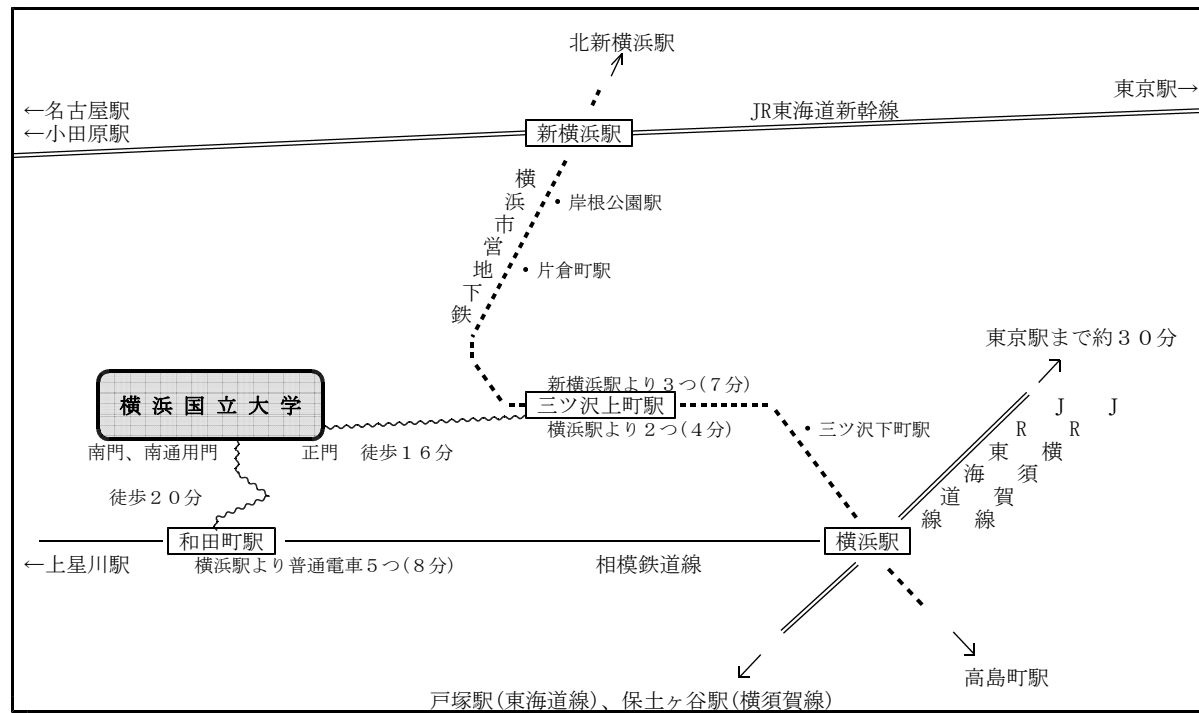 北新横浜駅
東京駅→
←名古屋駅
JR東海道新幹線
←小田原駅
新横浜駅
横浜市営地下鉄
岸根公園駅
片倉町駅
東京駅まで約３０分
新横浜駅より３つ(７分)
横浜国立大学
三ツ沢上町駅
横浜駅より２つ(４分)
三ツ沢下町駅
JR東海道線
JR横須賀線
南門、南通用門
正門
徒歩１６分
徒歩２０分
和田町駅
横浜駅
←上星川駅
横浜駅より普通電車５つ(８分)
相模鉄道線
高島町駅
戸塚駅(東海道線)、保土ヶ谷駅(横須賀線)